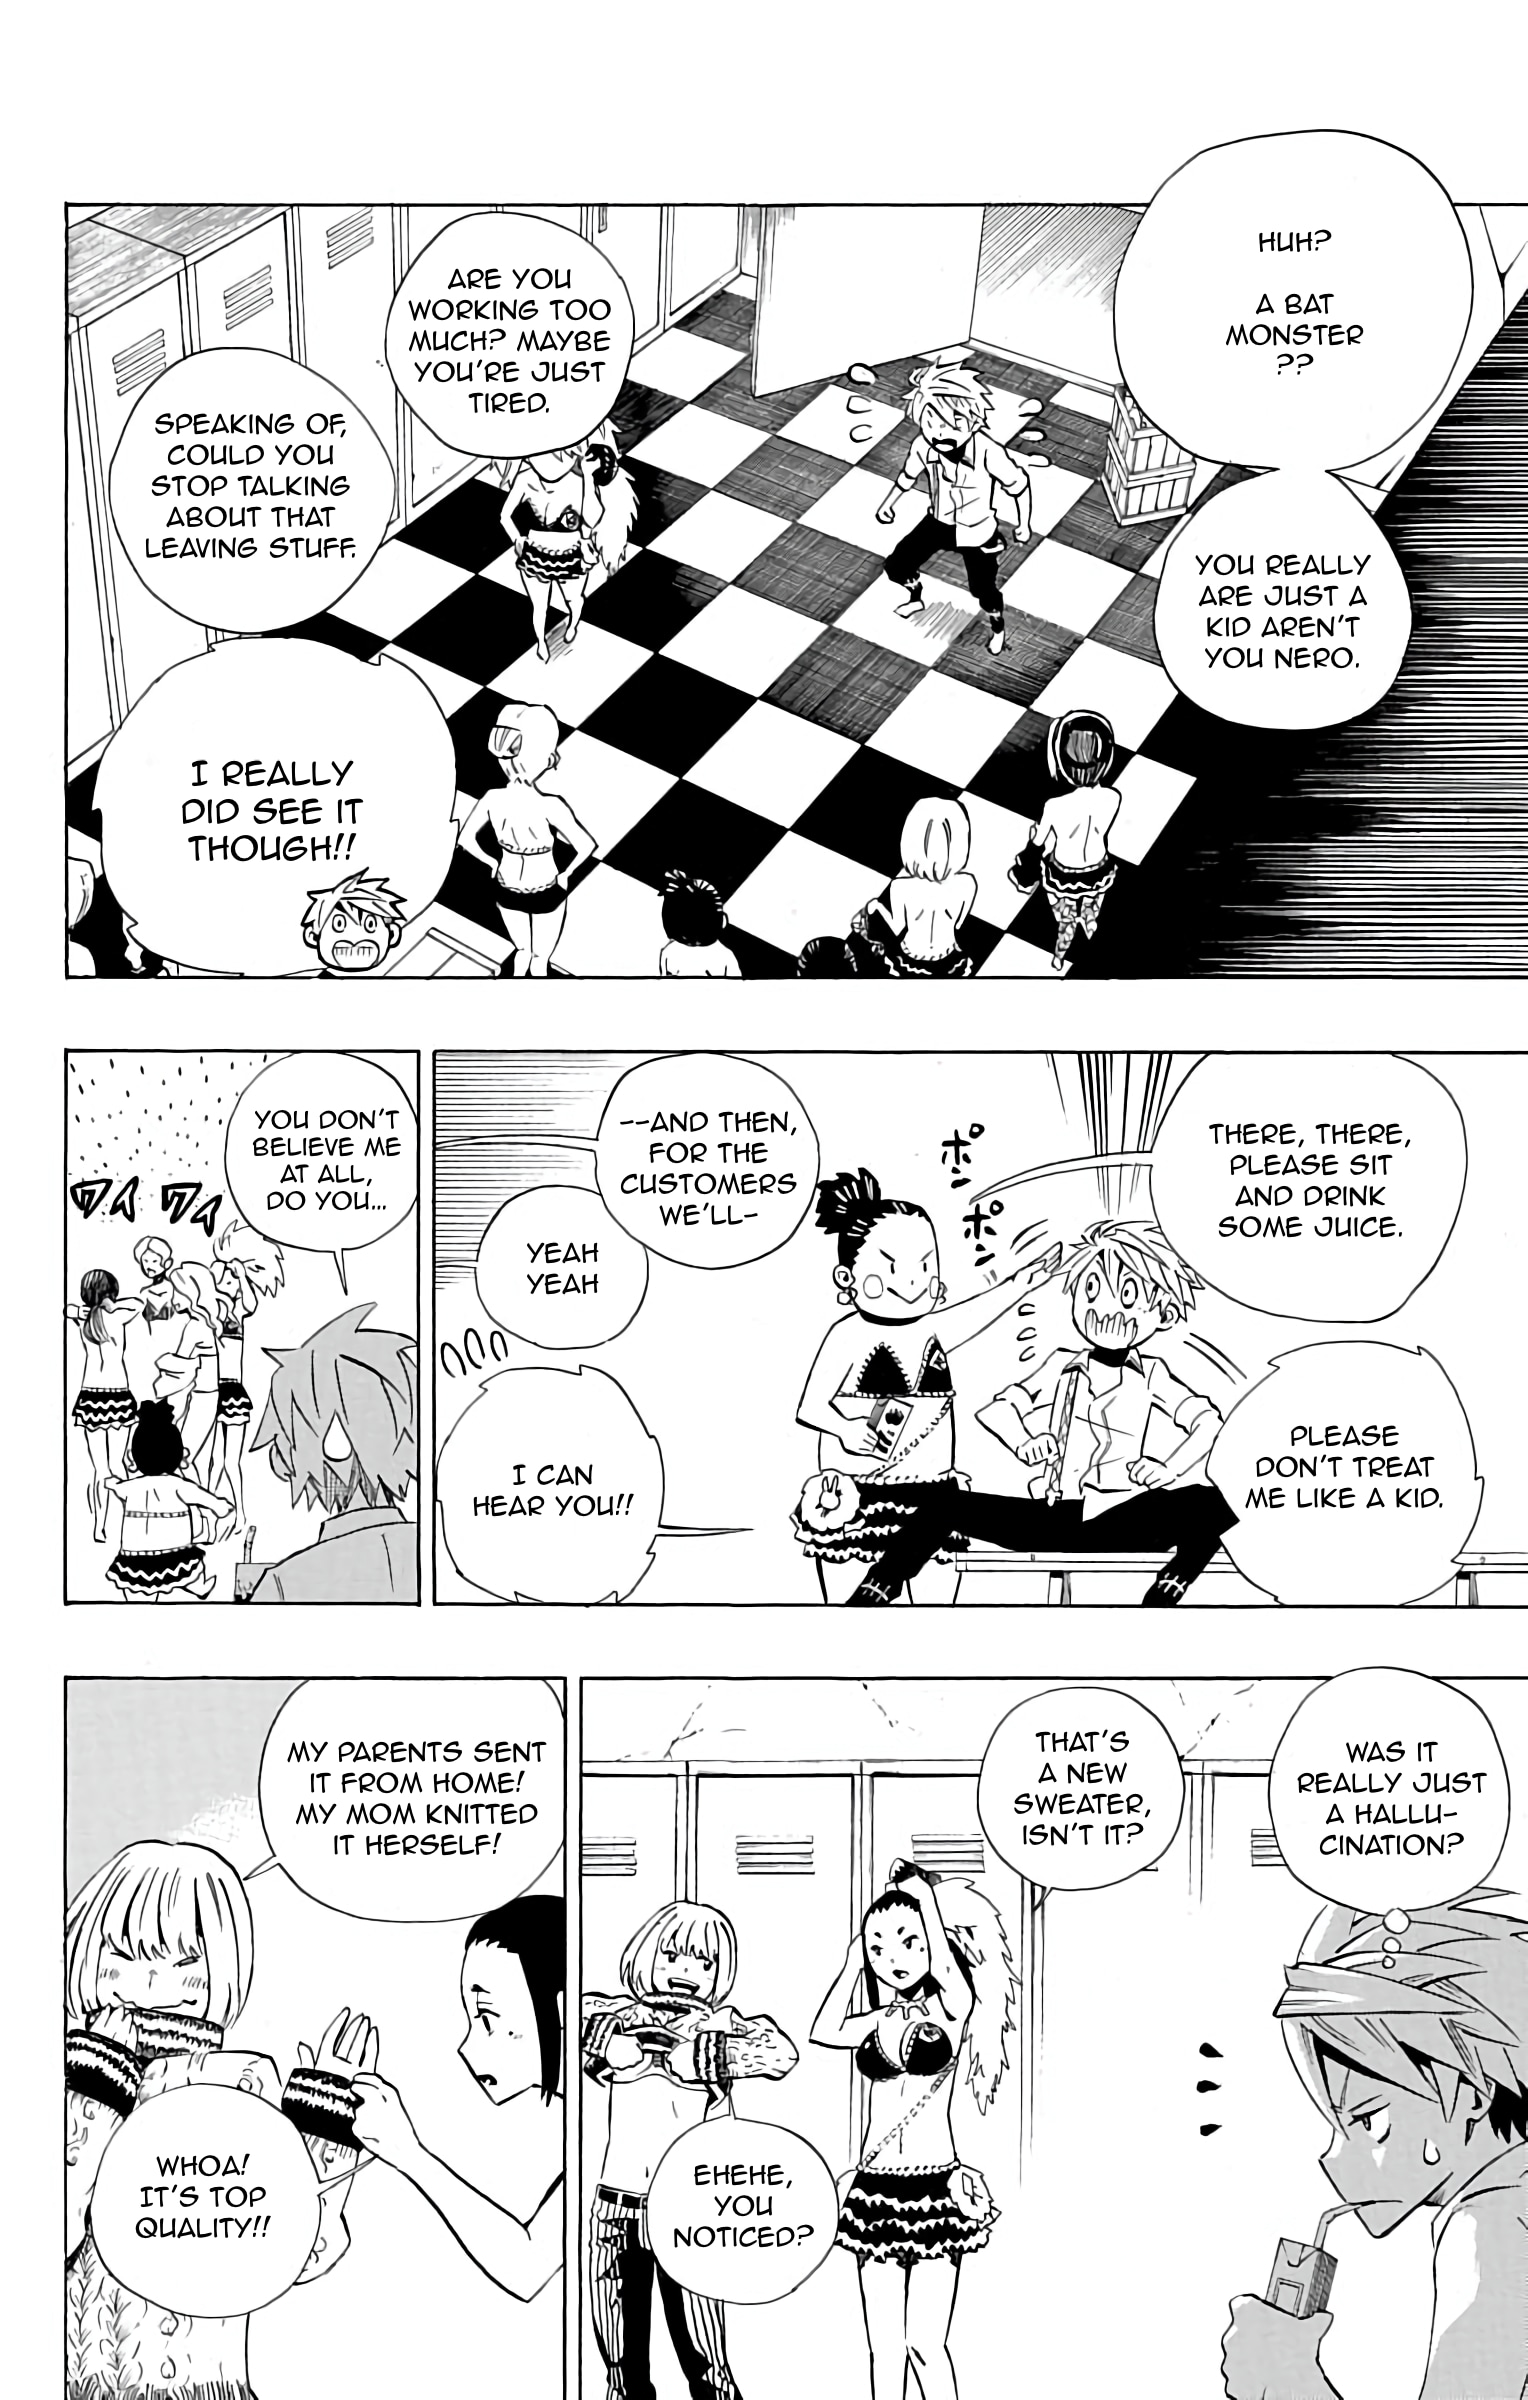 HUH?
A BAT
MONSTER
??
YOU REALLY
ARE JUST A
KID AREN'T
YOU NERO.
ARE YOU
WORKING TOO
MUCH? MAYBE
YOU'RE JUST
TIRED.
SPEAKING OF,
COULD YOU
STOP TALKING
ABOUT THAT
LEAVING STUFF.
I REALLY
DID SEE IT
THOUGH!!
THERE, THERE,
PLEASE SIT
AND DRINK
SOME JUICE.
PLEASE
DON'T TREAT
ME LIKE A KID.
ポン
ポン
--AND THEN,
FOR THE
CUSTOMERS
WE'LL-
YEAH
YEAH
I CAN
HEAR YOU!!
YOU DON'T
BELIEVE ME
AT ALL,
DO YOU...
ワイ ワイ
WAS IT
REALLY JUST
A HALLU-
CINATION?
THAT'S
A NEW
SWEATER,
ISN'T IT?
EHEHE,
YOU
NOTICED?
MY PARENTS SENT
IT FROM HOME!
MY MOM KNITTED
IT HERSELF!
WHOA!
IT'S TOP
QUALITY!!